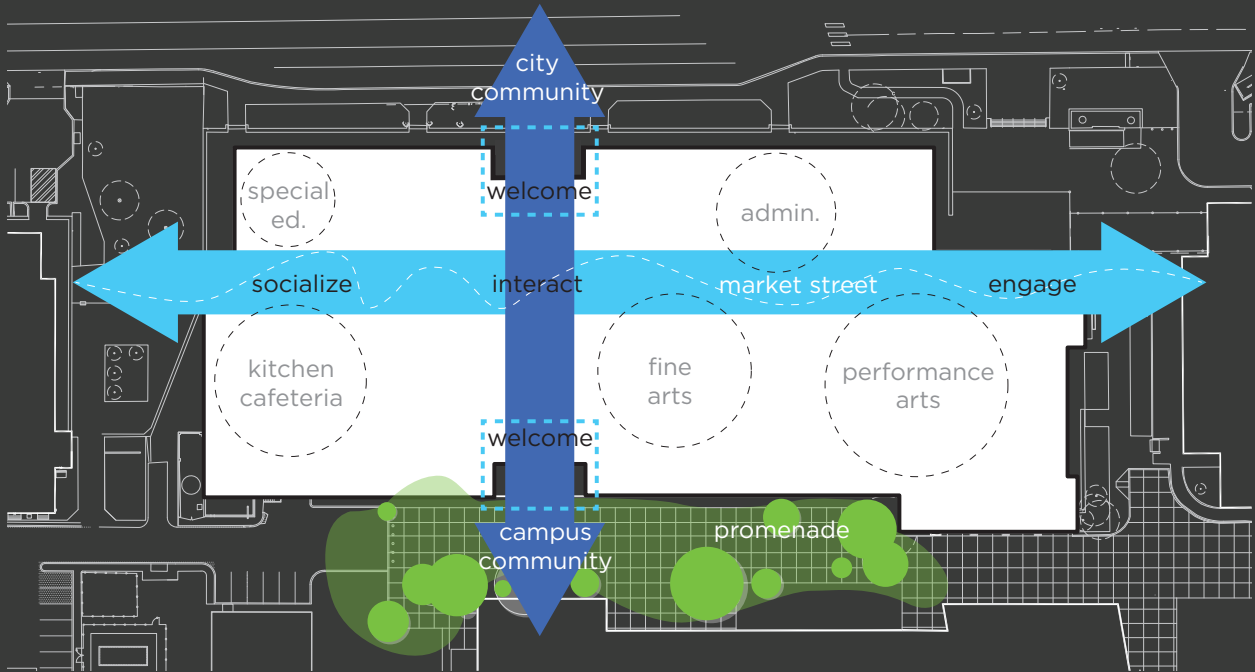 city
community
special
ed.
welcome
admin.
socialize
interact
market street
engage
kitchen
cafeteria
fine
arts
performance
arts
welcome
campus
community
promenade